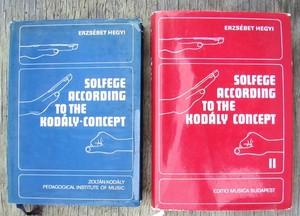 ERZSÉBET HEGYI
SOLFEGE
ACCORDING
TO THE
KODÁLY-CONCEPT
ZOLTÁN KODÁLY
PEDAGOGICAL INSTITUTE OF MUSIC
ERZSÉBET HEGYI
SOLFEGE
ACCORDING
TO THE
KODÁLY CONCEPT
II
EDITIO MUSICA BUDAPEST